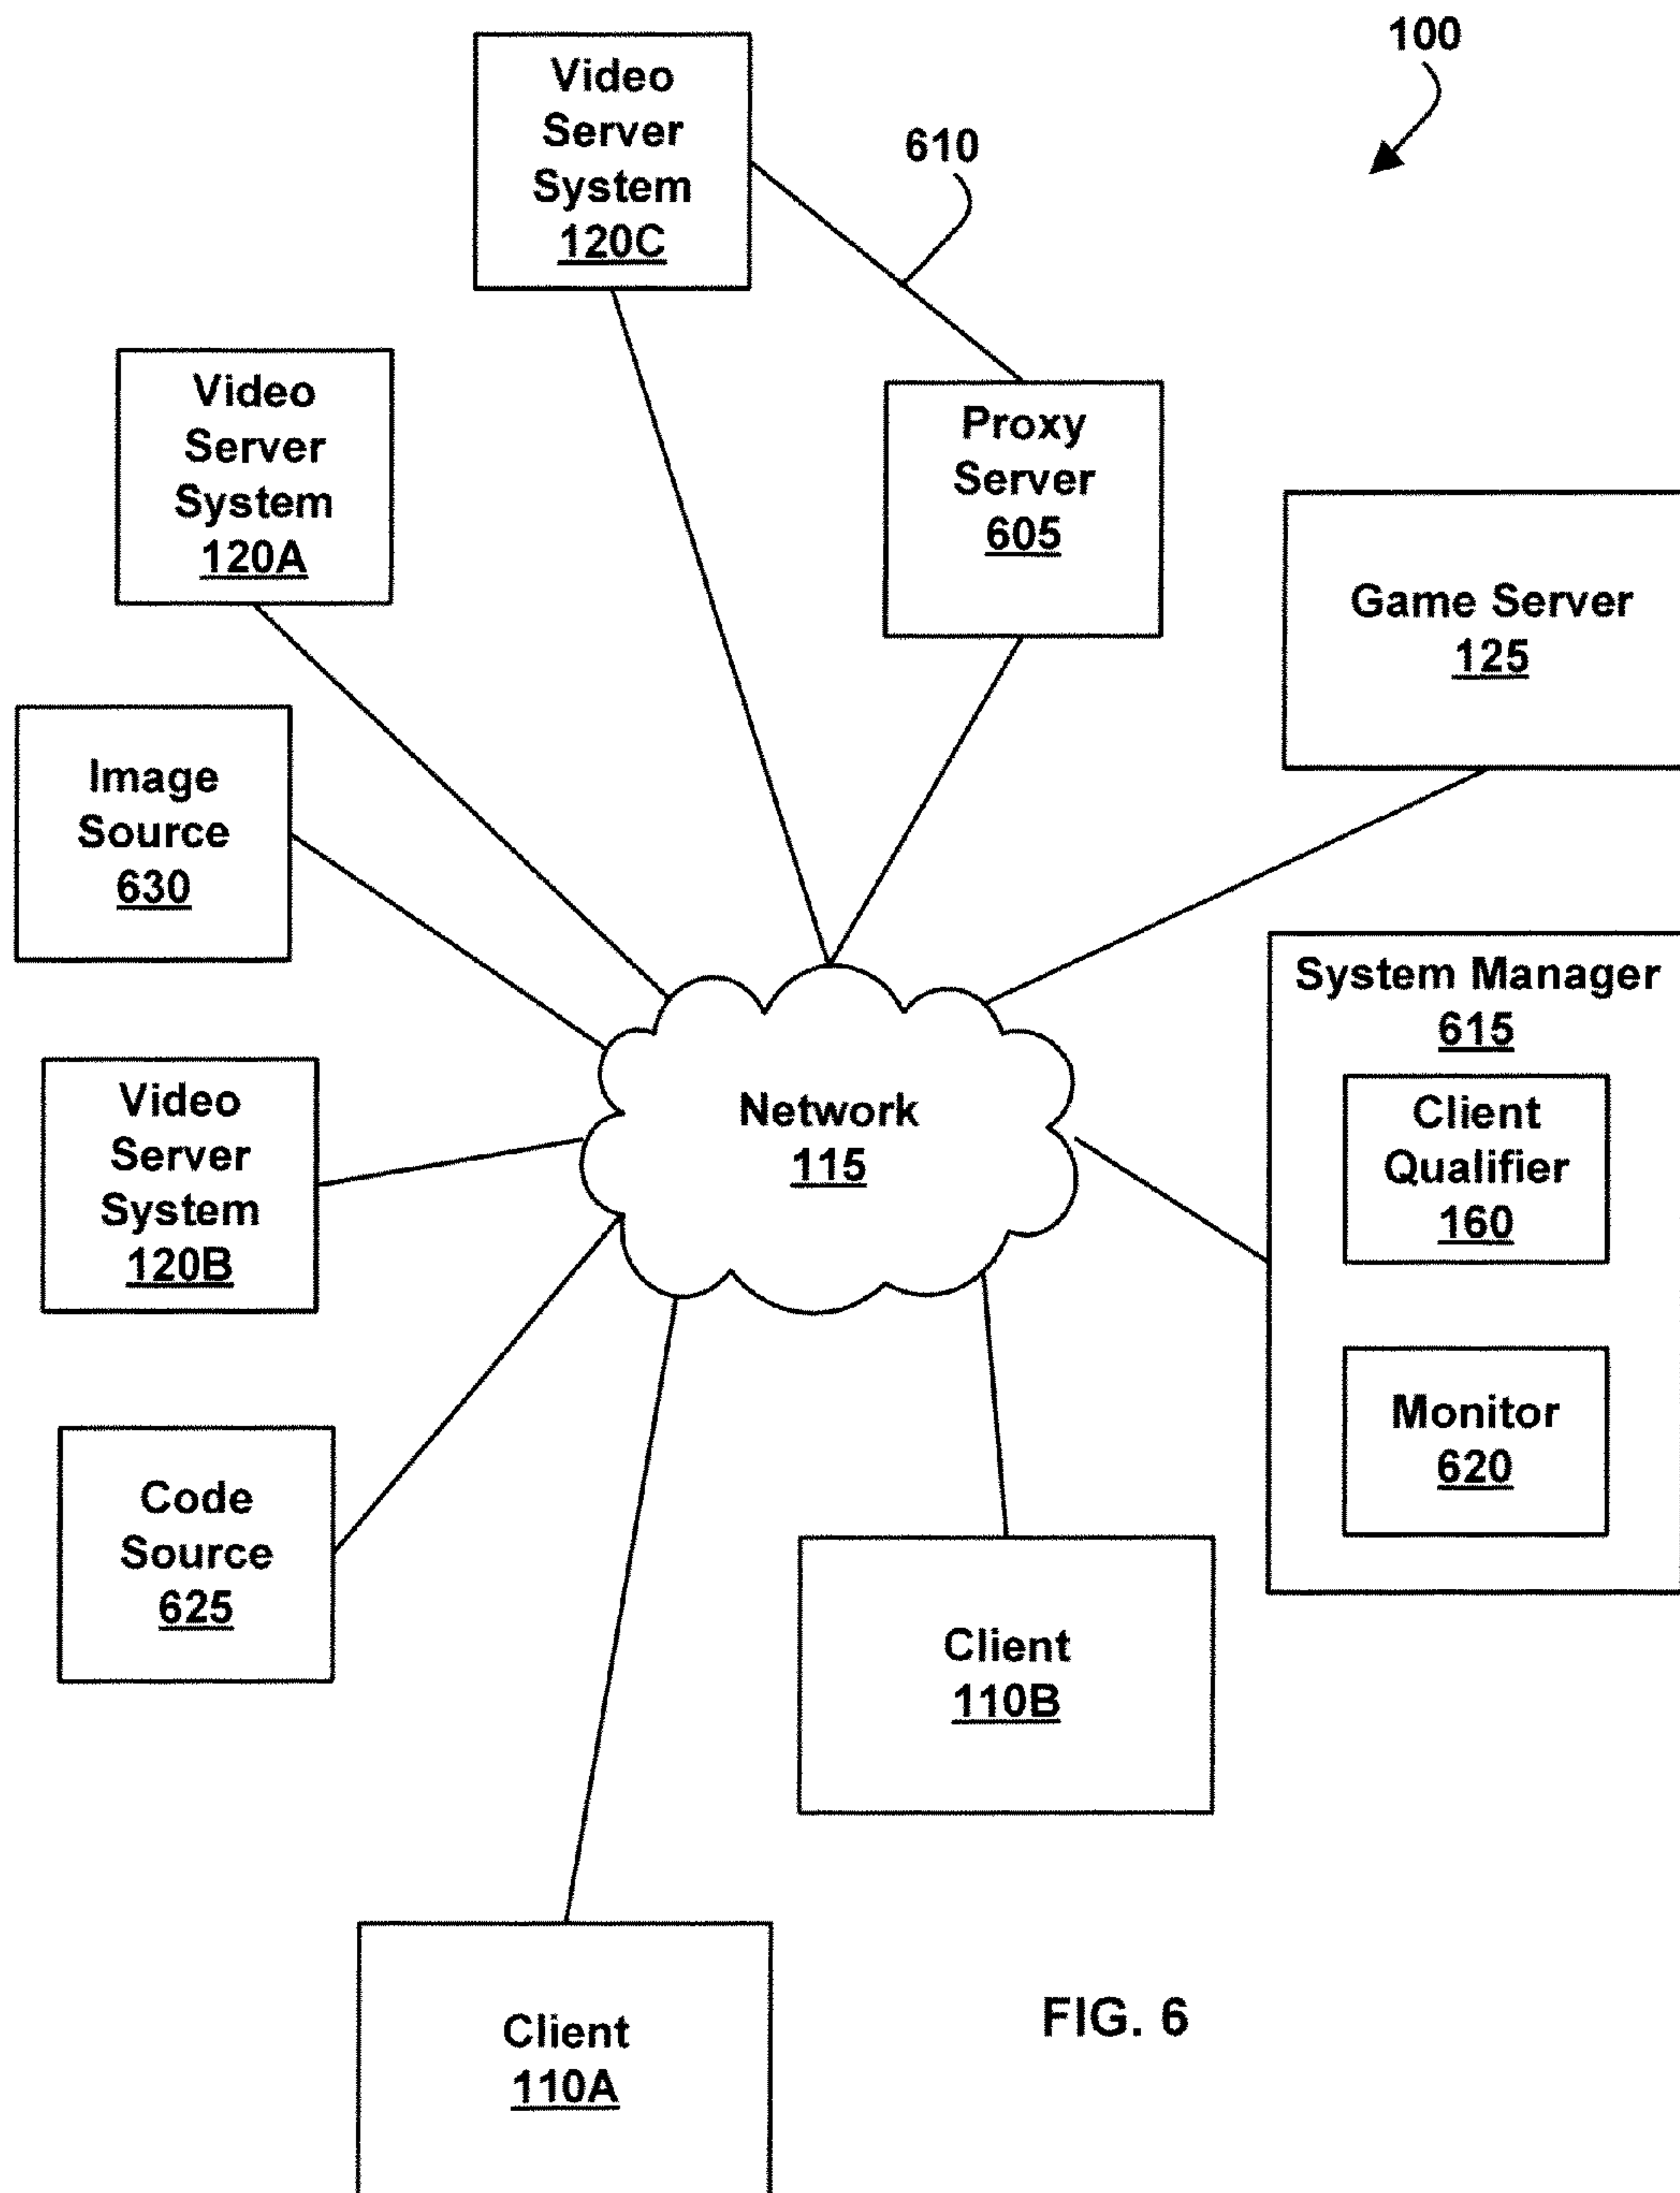 100
Video
Server
System
120C
610
Video
Server
System
120A
Proxy
Server
605
Game Server
125
Image
Source
630
System Manager
615
Client
Qualifier
160
Monitor
620
Network
115
Video
Server
System
120B
Code
Source
625
Client
110B
Client
110A
FIG. 6